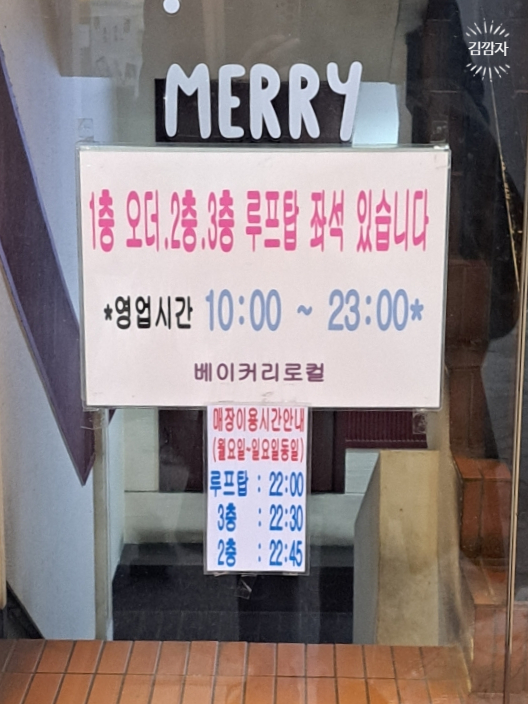 김깜자
MERRY
1층 오더.2층.3층 루프탑 좌석 있습니다
*영업시간 10:00 ~ 23:00*
베이커리로컬
매장이용시간안내
(월요일~일요일동일)
루프탑 : 22:00
3층 : 22:30
2층 : 22:45